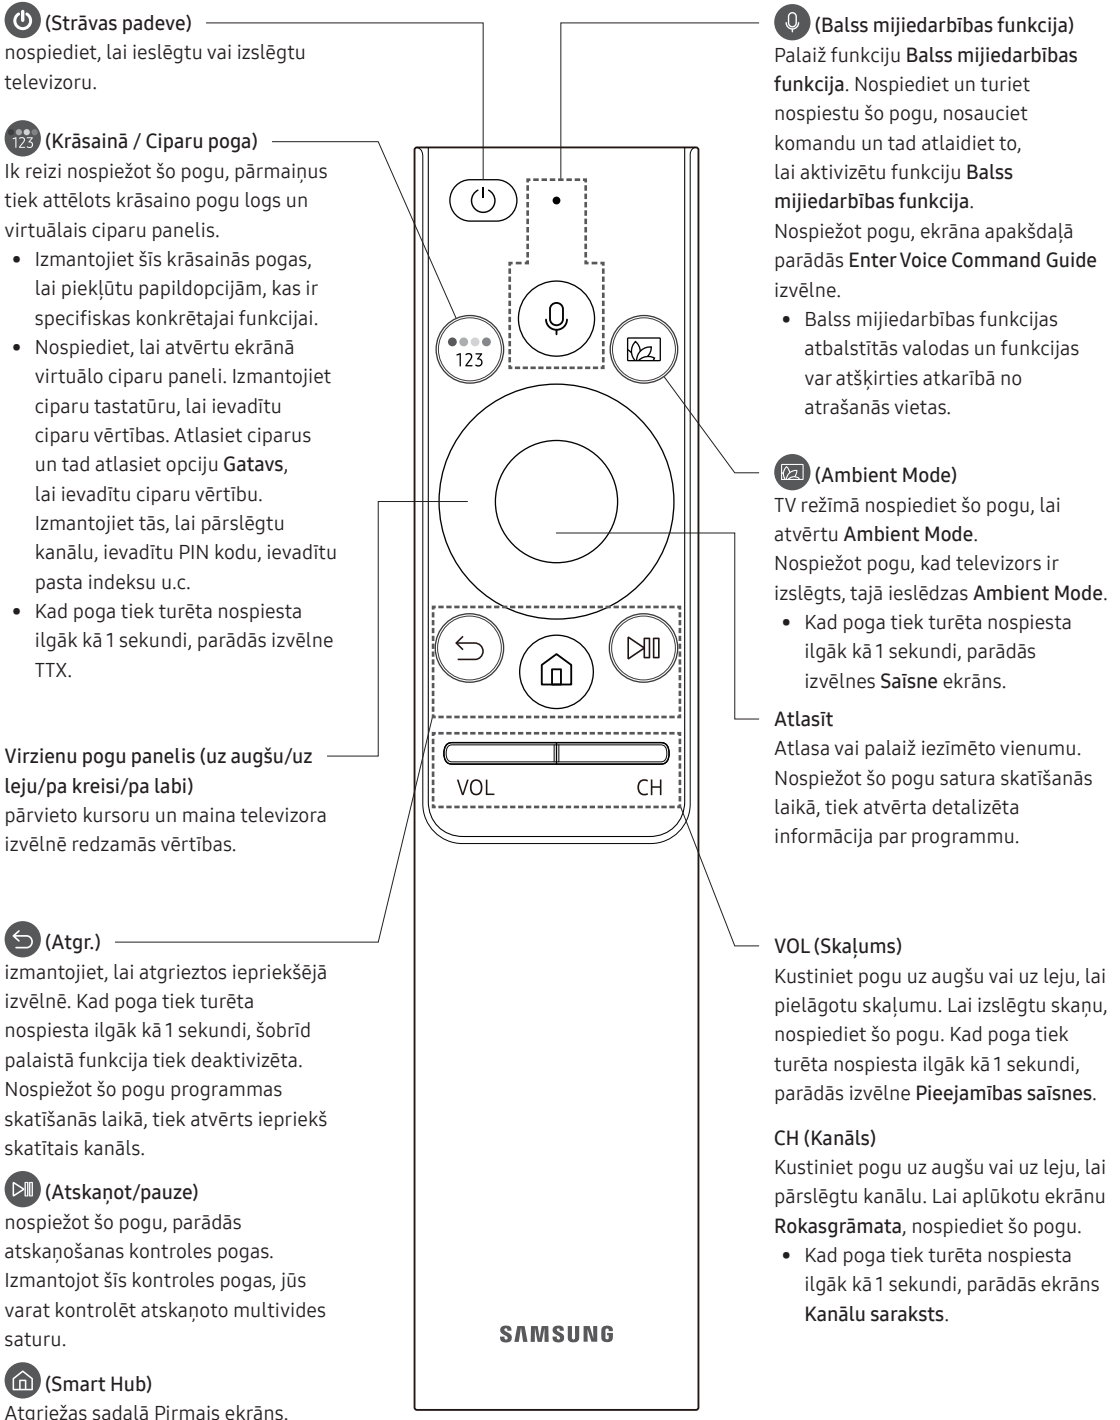 (Strāvas padeve)
nospiediet, lai ieslēgtu vai izslēgtu
televizoru.
(Krāsainā / Ciparu poga)
Ik reizi nospiežot šo pogu, pārmaiņus
tiek attēlots krāsaino pogu logs un
virtuālais ciparu panelis.
• Izmantojiet šīs krāsainās pogas,
lai piekļūtu papildopcijām, kas ir
specifiskas konkrētajai funkcijai.
• Nospiediet, lai atvērtu ekrānā
virtuālo ciparu paneli. Izmantojiet
ciparu tastatūru, lai ievadītu
ciparu vērtības. Atlasiet ciparus
un tad atlasiet opciju Gatavs,
lai ievadītu ciparu vērtību.
Izmantojiet tās, lai pārslēgtu
kanālu, ievadītu PIN kodu, ievadītu
pasta indeksu u.c.
• Kad poga tiek turēta nospiesta
ilgāk kā 1 sekundi, parādās izvēlne
TTX.
Virzienu pogu panelis (uz augšu/uz
leju/pa kreisi/pa labi)
pārvieto kursoru un maina televizora
izvēlnē redzamās vērtības.
(Atgr.)
izmantojiet, lai atgrieztos iepriekšējā
izvēlnē. Kad poga tiek turēta
nospiesta ilgāk kā 1 sekundi, šobrīd
palaistā funkcija tiek deaktivizēta.
Nospiežot šo pogu programmas
skatīšanās laikā, tiek atvērts iepriekš
skatītais kanāls.
(Atskaņot/pauze)
nospiežot šo pogu, parādās
atskaņošanas kontroles pogas.
Izmantojot šīs kontroles pogas, jūs
varat kontrolēt atskaņoto multivides
saturu.
(Smart Hub)
Atgriežas sadaļā Pirmais ekrāns.
123
123
VOL
CH
SAMSUNG
(Balss mijiedarbības funkcija)
Palaiž funkciju Balss mijiedarbības
funkcija. Nospiediet un turiet
nospiestu šo pogu, nosauciet
komandu un tad atlaidiet to,
lai aktivizētu funkciju Balss
mijiedarbības funkcija.
Nospiežot pogu, ekrāna apakšdaļā
parādās Enter Voice Command Guide
izvēlne.
• Balss mijiedarbības funkcijas
atbalstītās valodas un funkcijas
var atšķirties atkarībā no
atrašanās vietas.
(Ambient Mode)
TV režīmā nospiediet šo pogu, lai
atvērtu Ambient Mode.
Nospiežot pogu, kad televizors ir
izslēgts, tajā ieslēdzas Ambient Mode.
• Kad poga tiek turēta nospiesta
ilgāk kā 1 sekundi, parādās
izvēlnes Saīsne ekrāns.
Atlasīt
Atlasa vai palaiž iezīmēto vienumu.
Nospiežot šo pogu satura skatīšanās
laikā, tiek atvērta detalizēta
informācija par programmu.
VOL (Skaļums)
Kustiniet pogu uz augšu vai uz leju, lai
pielāgotu skaļumu. Lai izslēgtu skaņu,
nospiediet šo pogu. Kad poga tiek
turēta nospiesta ilgāk kā 1 sekundi,
parādās izvēlne Pieejamības saīsnes.
CH (Kanāls)
Kustiniet pogu uz augšu vai uz leju, lai
pārslēgtu kanālu. Lai aplūkotu ekrānu
Rokasgrāmata, nospiediet šo pogu.
• Kad poga tiek turēta nospiesta
ilgāk kā 1 sekundi, parādās ekrāns
Kanālu saraksts.